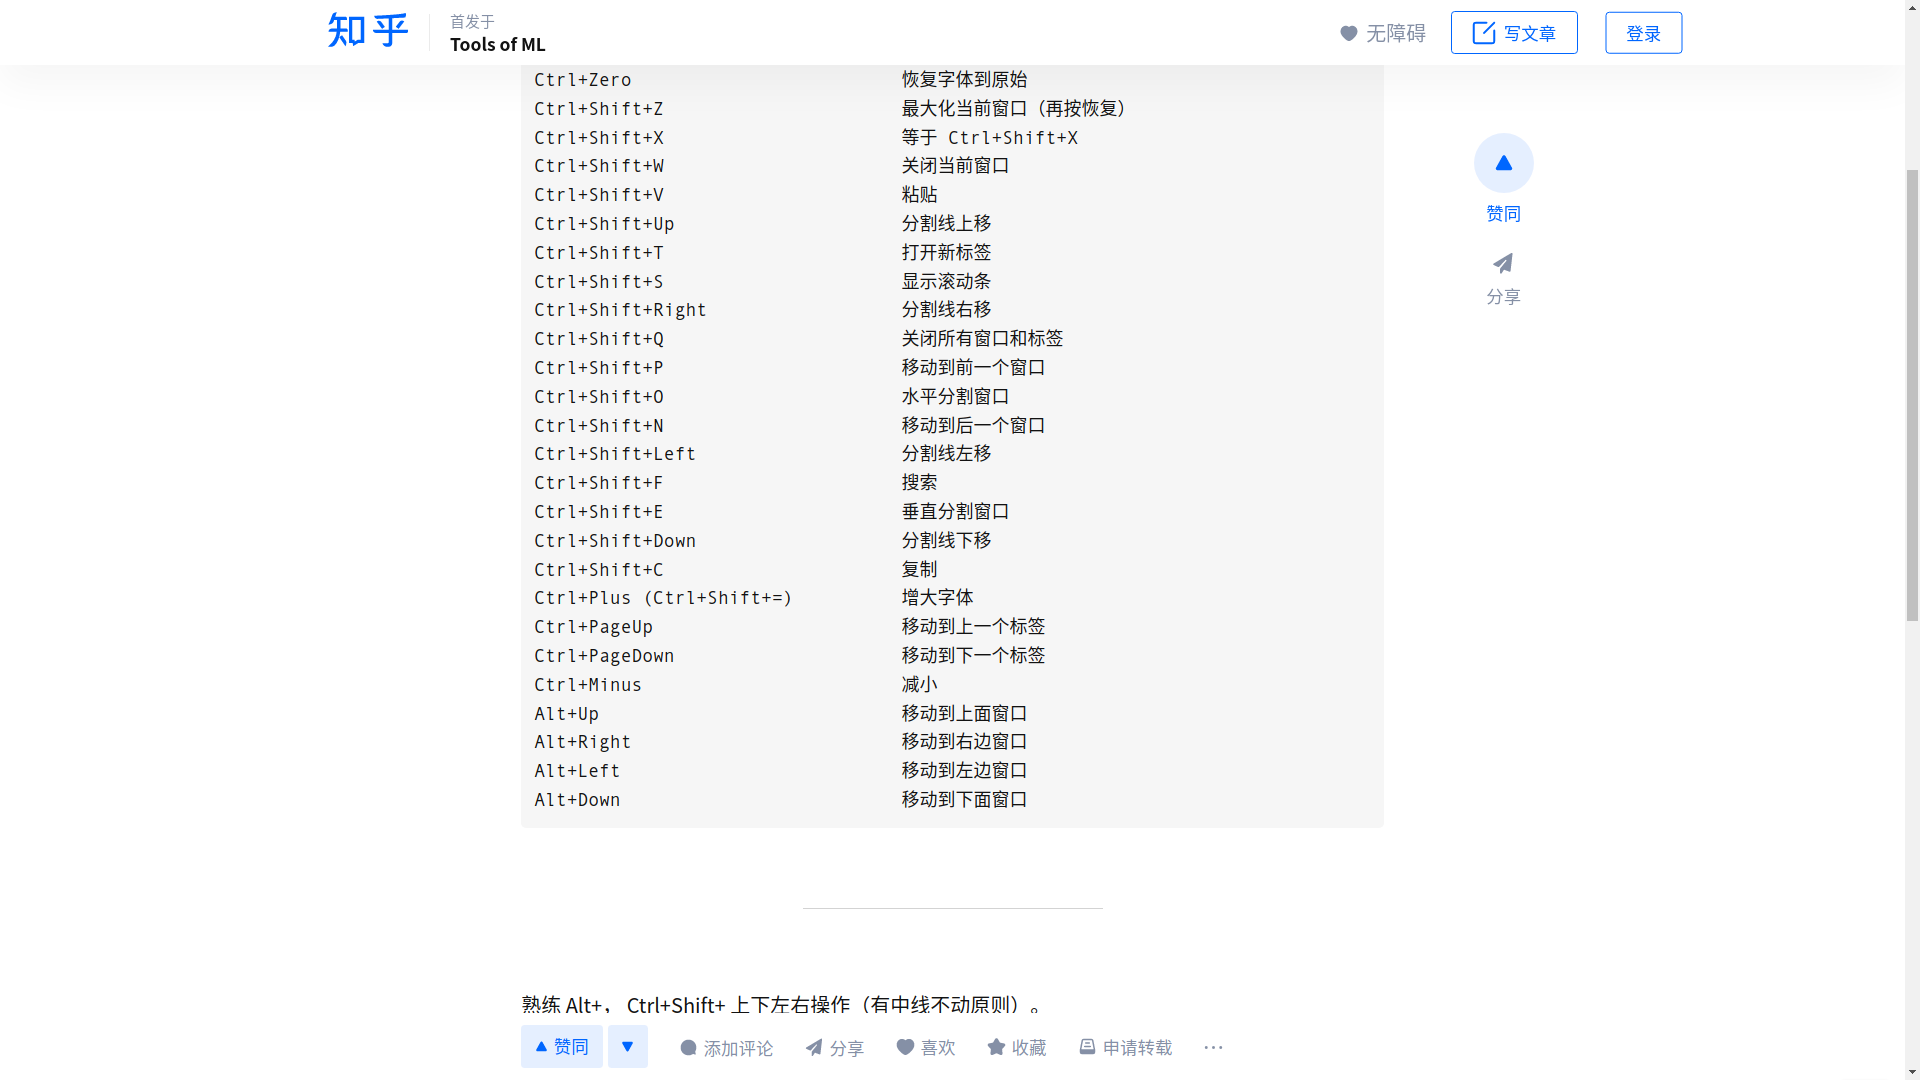 知乎
首发于
Tools of ML
无障碍
写文章
登录
Ctrl+Zero 恢复字体到原始
Ctrl+Shift+Z 最大化当前窗口（再按恢复）
Ctrl+Shift+X 等于 Ctrl+Shift+X
Ctrl+Shift+W 关闭当前窗口
Ctrl+Shift+V 粘贴
Ctrl+Shift+Up 分割线上移
Ctrl+Shift+T 打开新标签
Ctrl+Shift+S 显示滚动条
Ctrl+Shift+Right 分割线右移
Ctrl+Shift+Q 关闭所有窗口和标签
Ctrl+Shift+P 移动到前一个窗口
Ctrl+Shift+O 水平分割窗口
Ctrl+Shift+N 移动到后一个窗口
Ctrl+Shift+Left 分割线左移
Ctrl+Shift+F 搜索
Ctrl+Shift+E 垂直分割窗口
Ctrl+Shift+Down 分割线下移
Ctrl+Shift+C 复制
Ctrl+Plus (Ctrl+Shift+=) 增大字体
Ctrl+PageUp 移动到上一个标签
Ctrl+PageDown 移动到下一个标签
Ctrl+Minus 减小
Alt+Up 移动到上面窗口
Alt+Right 移动到右边窗口
Alt+Left 移动到左边窗口
Alt+Down 移动到下面窗口
赞同
分享
熟练 Alt+， Ctrl+Shift+ 上下左右操作（有中线不动原则）。
赞同
添加评论
分享
喜欢
收藏
申请转载